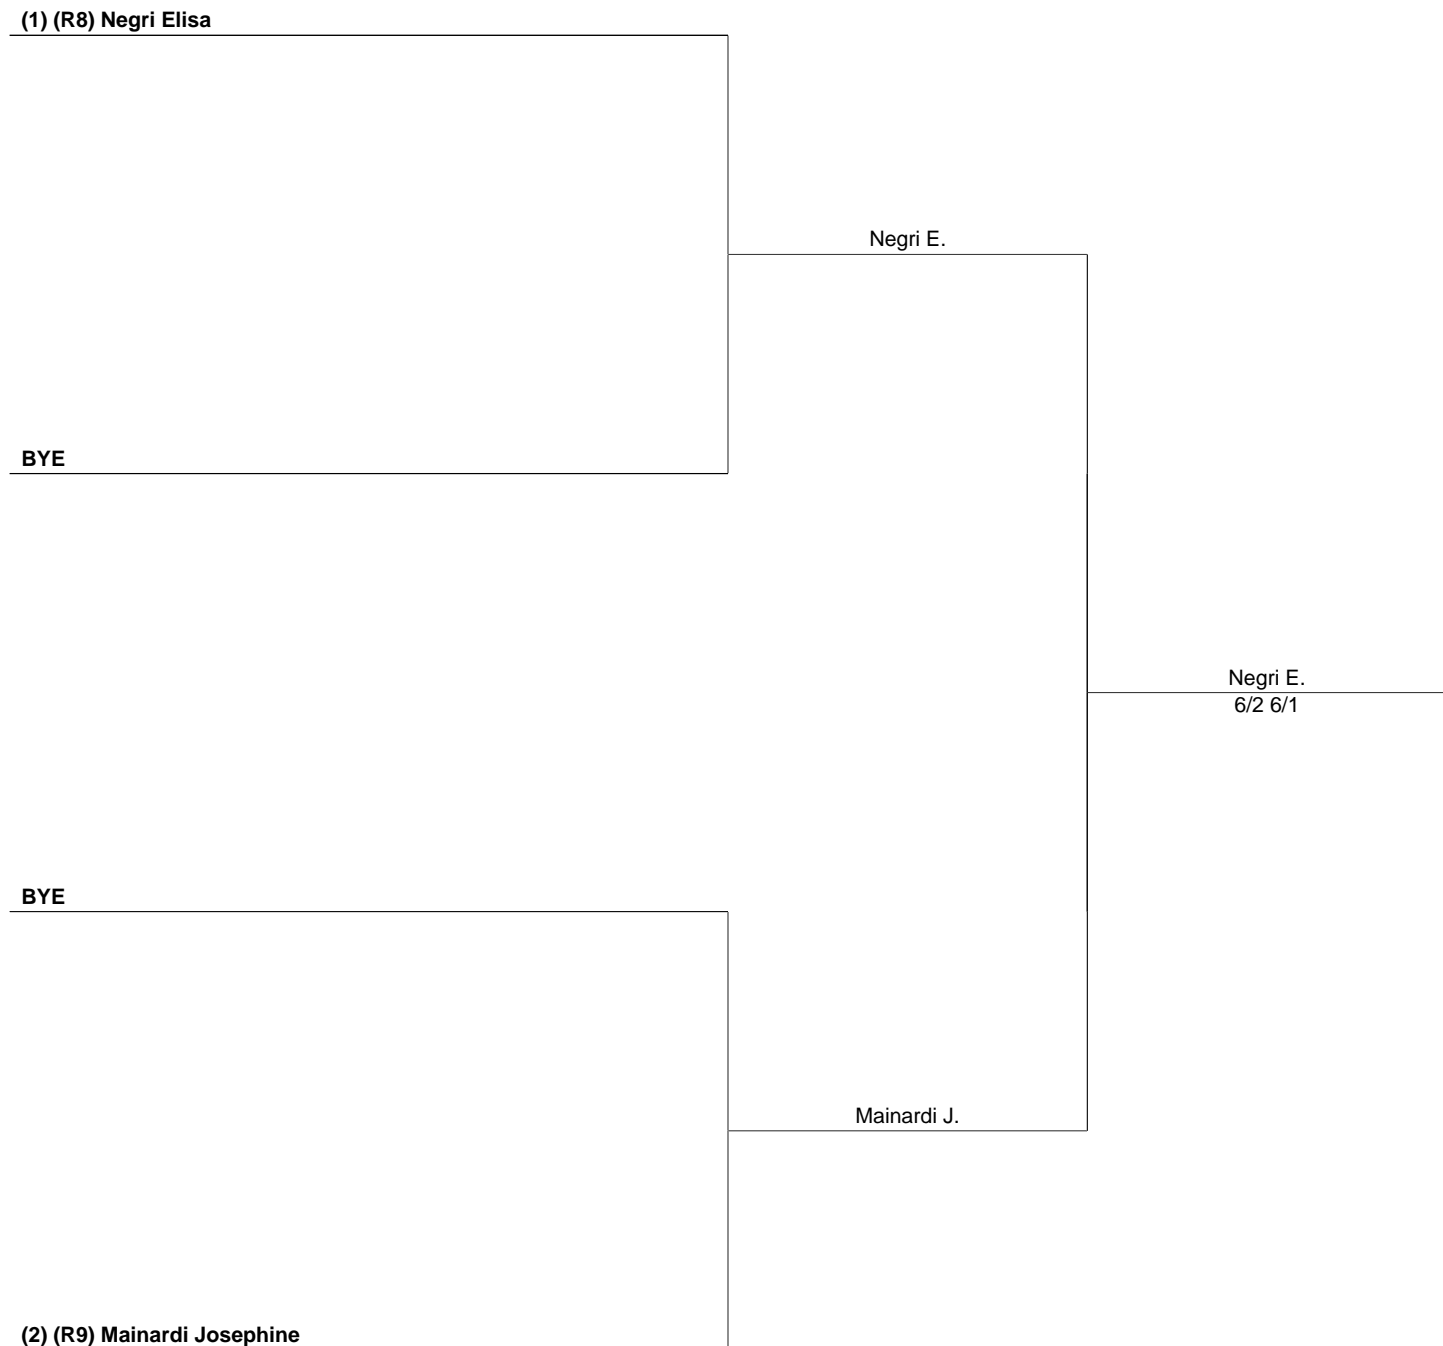 (1) (R8) Negri Elisa
Negri E.
BYE
Negri E.
6/2 6/1
BYE
Mainardi J.
(2) (R9) Mainardi Josephine